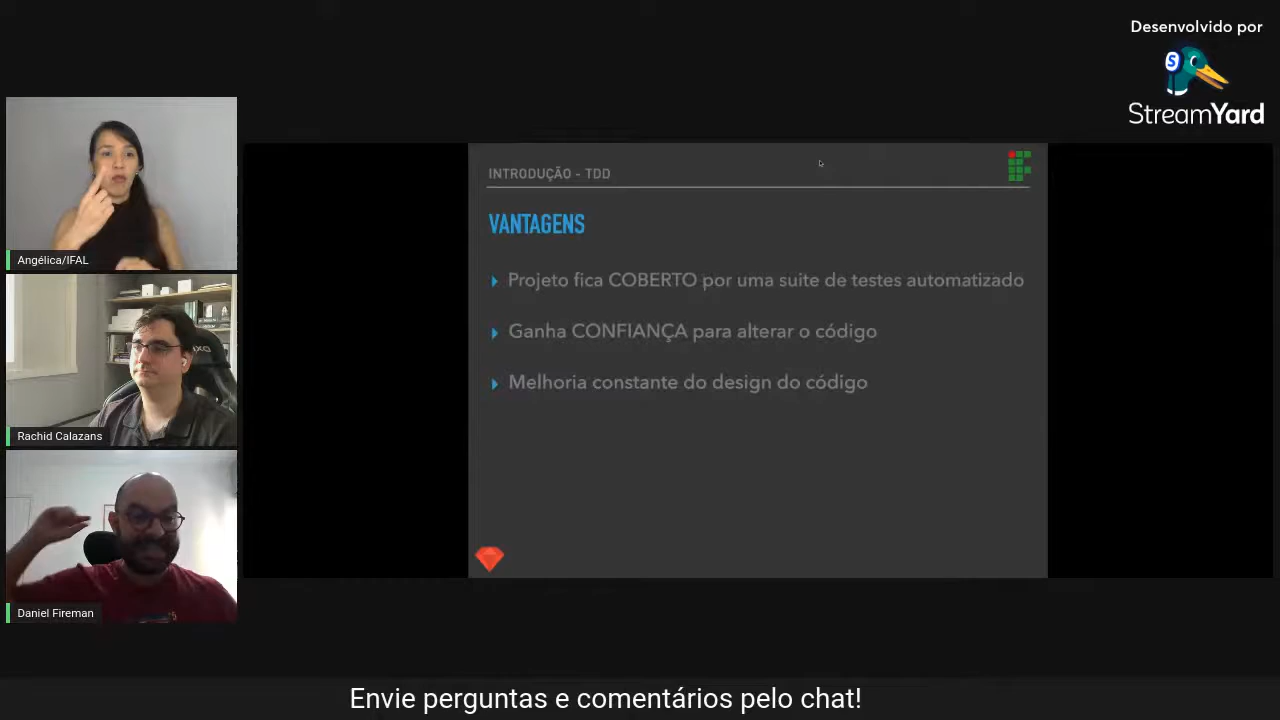 Desenvolvido por
StreamYard
INTRODUÇÃO - TDD
VANTAGENS
Projeto fica COBERTO por uma suite de testes automatizado
Ganha CONFIANÇA para alterar o código
Melhoria constante do design do código
Angélica/IFAL
Rachid Calazans
Daniel Fireman
Envie perguntas e comentários pelo chat!